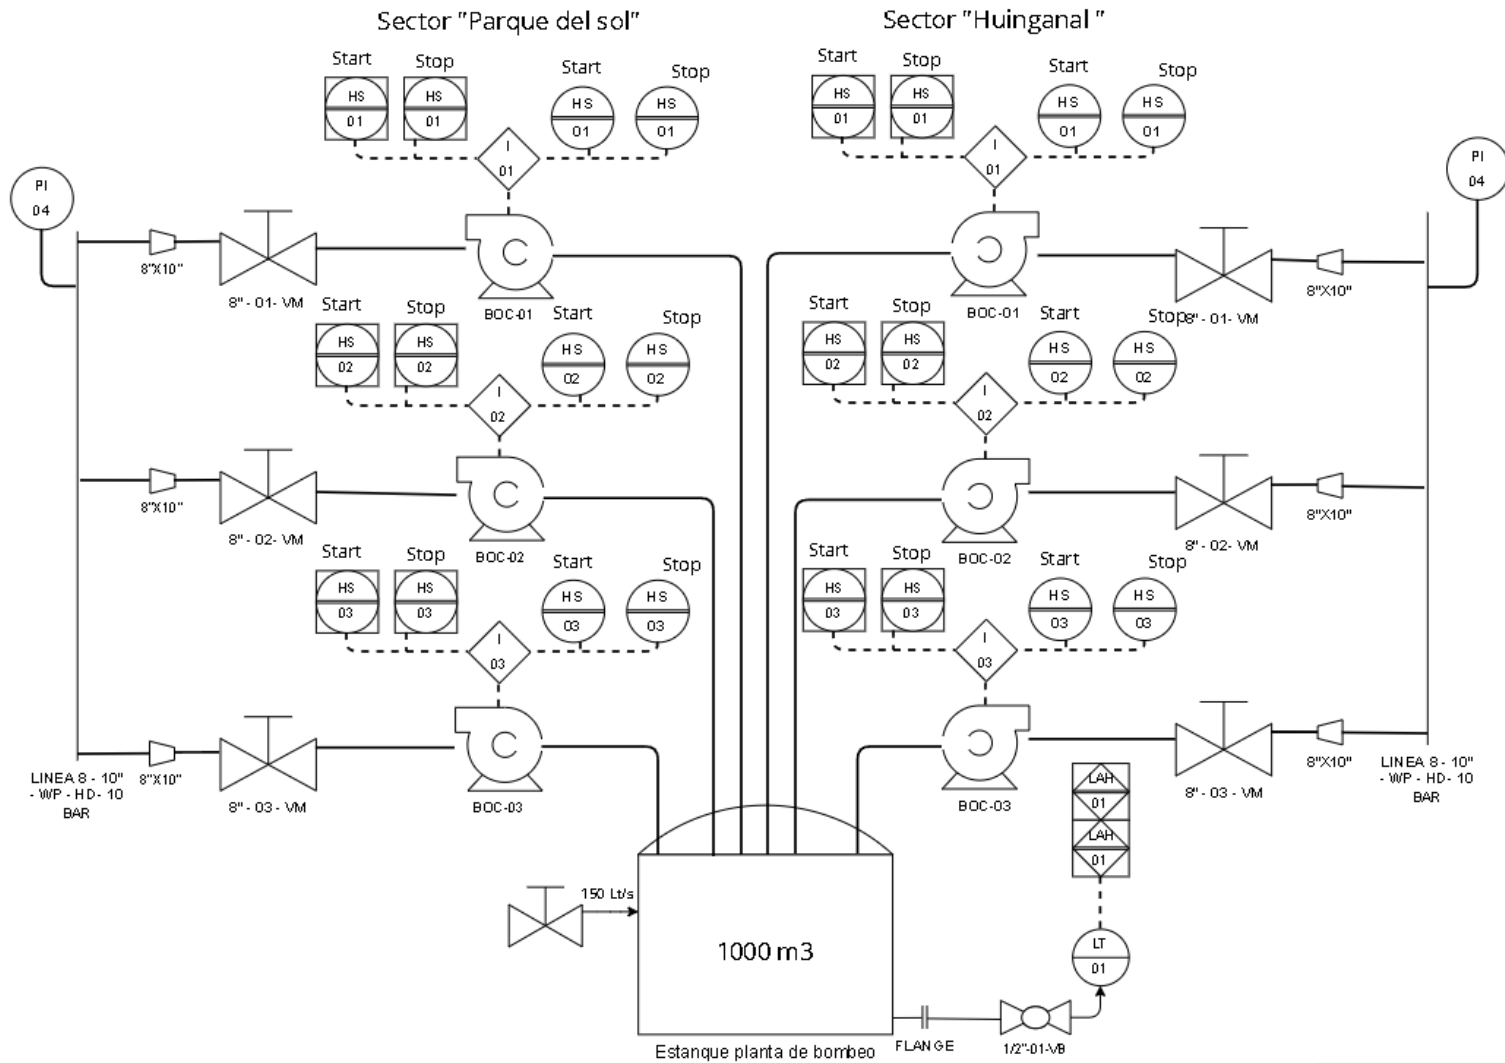 Sector "Parque del sol"
Sector "Huinganal "
Start
Stop
Start
Stop
Start
Stop
Start
Stop
HS
01
HS
01
HS
01
HS
01
HS
01
HS
01
HS
01
HS
01
I
01
I
01
PI
04
PI
04
8"X10"
8" - 01- VM
BOC-01
BOC-01
8" - 01- VM
8"X10"
Start
Stop
Start
Stop
Start
Stop
Start
Stop
HS
02
HS
02
HS
02
HS
02
HS
02
HS
02
HS
02
HS
02
I
02
I
02
8"X10"
8" - 02- VM
BOC-02
BOC-02
8" - 02- VM
8"X10"
Start
Stop
Start
Stop
Start
Stop
Start
Stop
HS
03
HS
03
HS
03
HS
03
HS
03
HS
03
HS
03
HS
03
I
03
I
03
LINEA 8 - 10"
- WP - HD- 10
BAR
8"X10"
8" - 03 - VM
BOC-03
BOC-03
8" - 03 - VM
8"X10"
LINEA 8 - 10"
- WP - HD- 10
BAR
LAH
01
LAH
01
150 Lt/s
1000 m3
LT
01
Estanque planta de bombeo
FLANGE
1/2"-01-VB